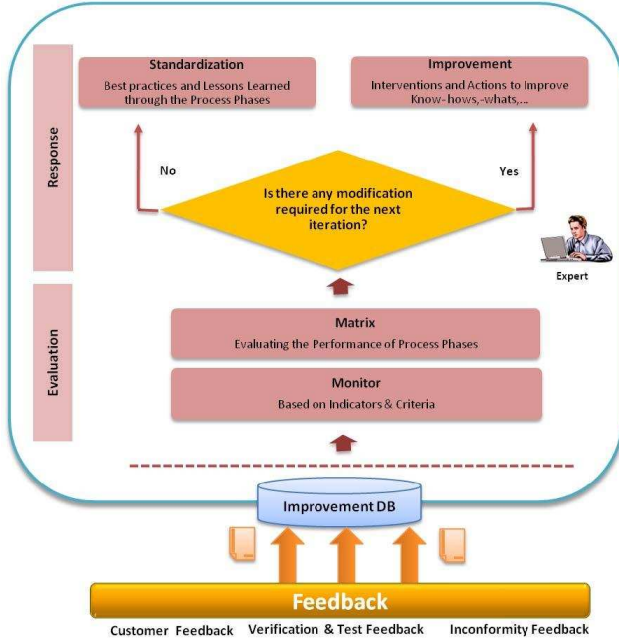 Standardization
Best practices and Lessons Learned
through the Process Phases
Improvement
Interventions and Actions to Improve
Know-hows,-whats,...
Response
No
Yes
Is there any modification
required for the next
iteration?
Expert
Evaluation
Matrix
Evaluating the Performance of Process Phases
Monitor
Based on Indicators & Criteria
Improvement DB
Feedback
Customer Feedback
Verification & Test Feedback
Inconformity Feedback